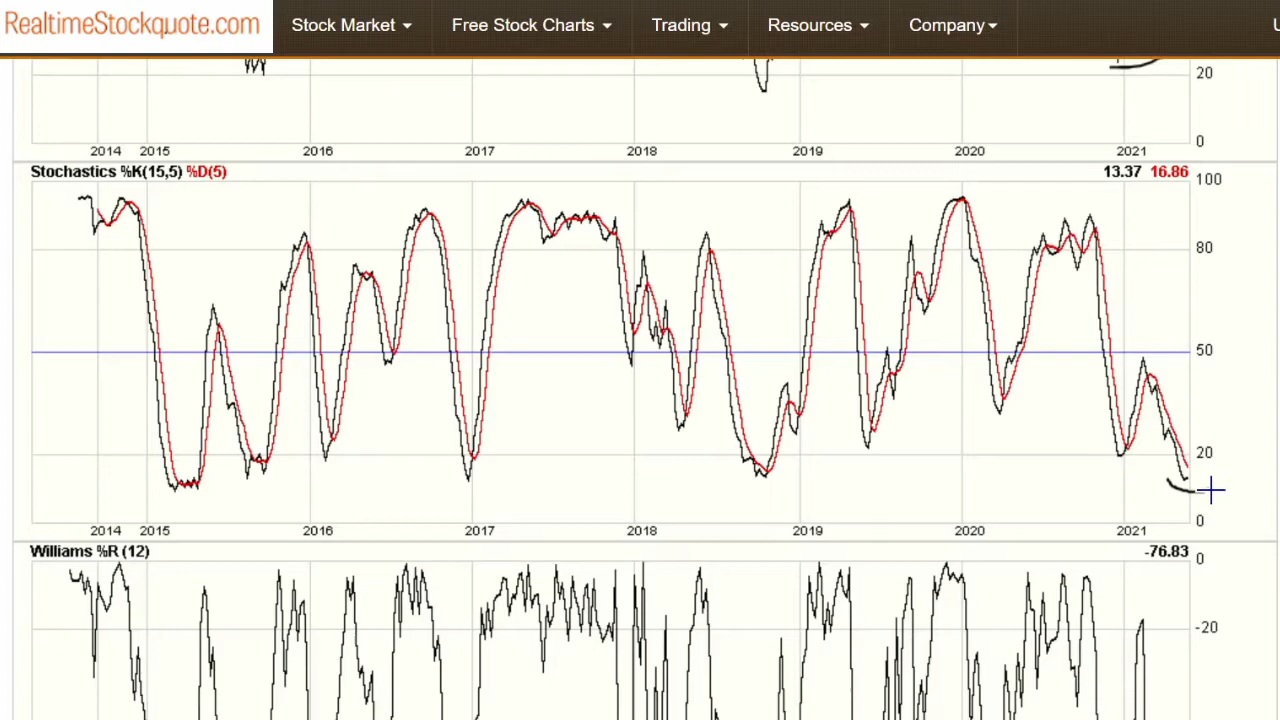 RealtimeStockquote.com Stock Market Free Stock Charts Trading Resources Company U
20
0
2014 2015 2016 2017 2018 2019 2020 2021
Stochastics %K(15,5) %D(5) 13.37 16.86 100
80
50
20
0
2014 2015 2016 2017 2018 2019 2020 2021
Williams %R (12) -76.83 0
-20